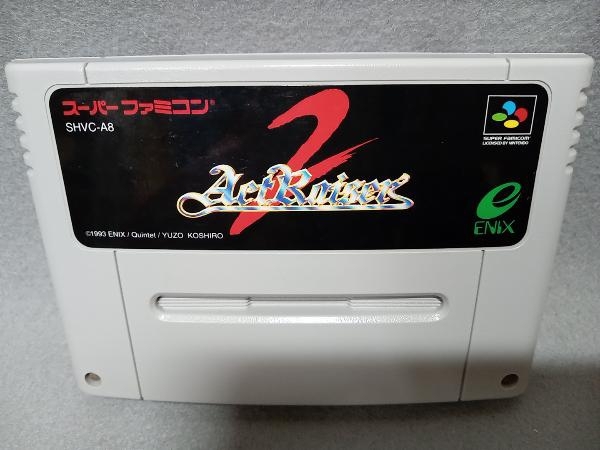 スーパーファミコン®
SHVC-A8
2
ActRaiser
SUPER FAMICOM
LICENSED BY NINTENDO
e
ENIX
©1993 ENIX / Quintet / YUZO KOSHIRO